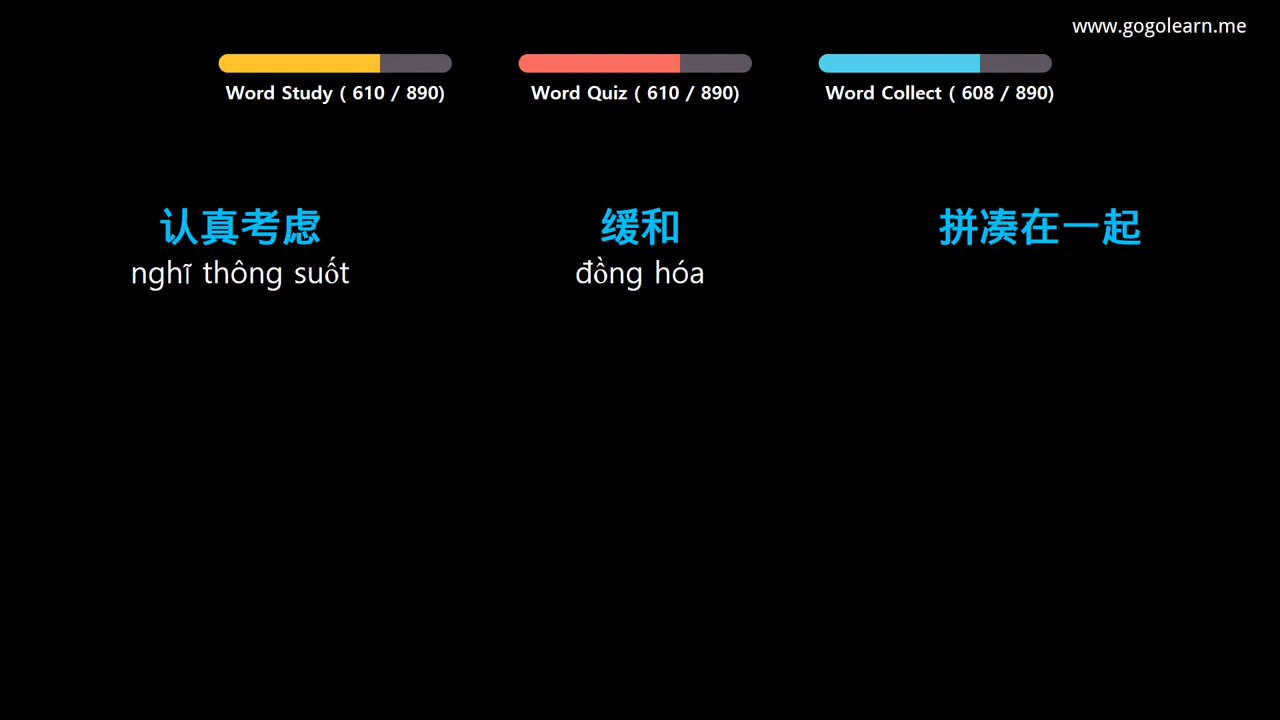 www.gogolearn.me
Word Study ( 610 / 890)
Word Quiz ( 610 / 890)
Word Collect ( 608 / 890)
认真考虑
nghĩ thông suốt
缓和
đồng hóa
拼凑在一起